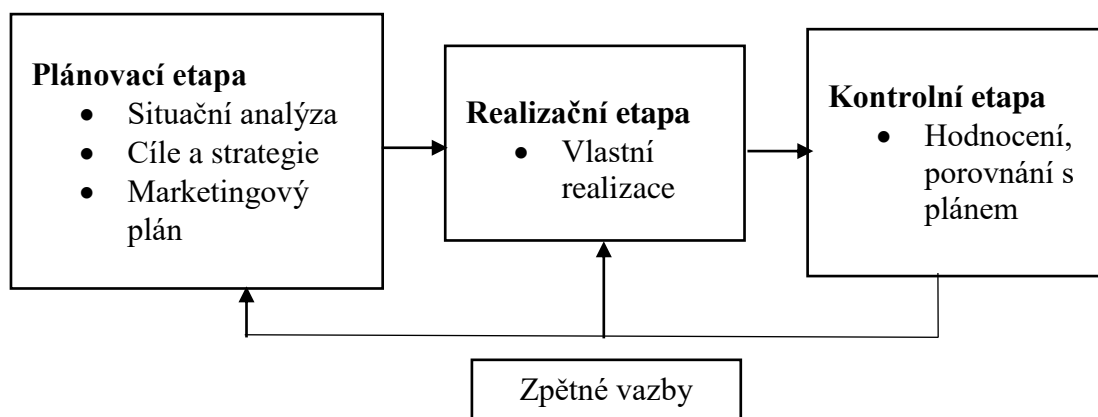 Plánovací etapa
• Situační analýza
• Cíle a strategie
• Marketingový
plán
Realizační etapa
• Vlastní
realizace
Kontrolní etapa
• Hodnocení,
porovnání s
plánem
Zpětné vazby